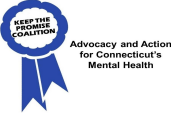 KEEP THE
PROMISE
COALITION
Advocacy and Action
for Connecticut's
Mental Health